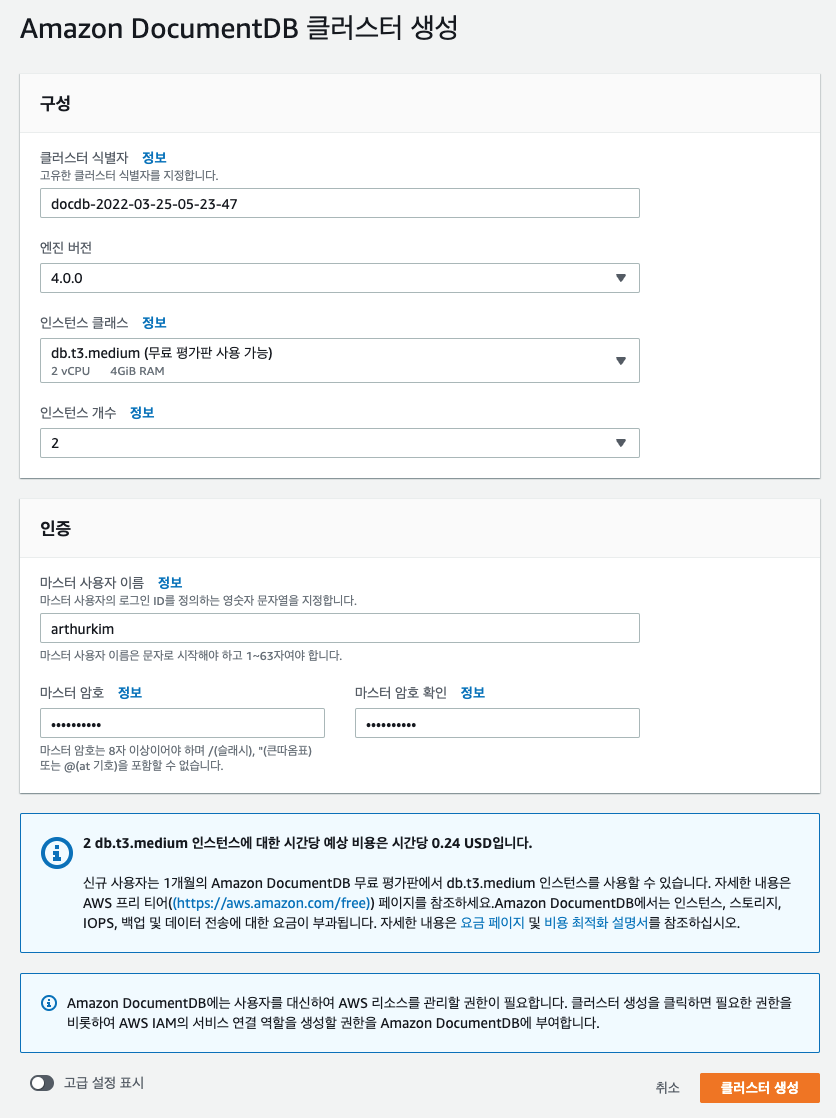 Amazon DocumentDB 클러스터 생성
구성
클러스터 식별자 정보
고유한 클러스터 식별자를 지정합니다.
docdb-2022-03-25-05-23-47
엔진 버전
4.0.0
인스턴스 클래스 정보
db.t3.medium (무료 평가판 사용 가능)
2 vCPU 4GiB RAM
인스턴스 개수 정보
2
인증
마스터 사용자 이름 정보
마스터 사용자의 로그인 ID를 정의하는 영숫자 문자열을 지정합니다.
arthurkim
마스터 사용자 이름은 문자로 시작해야 하고 1~63자여야 합니다.
마스터 암호 정보 마스터 암호 확인 정보
•••••••••• ••••••••••
마스터 암호는 8자 이상이어야 하며 /(슬래시), "(큰따옴표)
또는 @(at 기호)을 포함할 수 없습니다.
2 db.t3.medium 인스턴스에 대한 시간당 예상 비용은 시간당 0.24 USD입니다.
신규 사용자는 1개월의 Amazon DocumentDB 무료 평가판에서 db.t3.medium 인스턴스를 사용할 수 있습니다. 자세한 내용은
AWS 프리 티어((https://aws.amazon.com/free)) 페이지를 참조하세요.Amazon DocumentDB에서는 인스턴스, 스토리지,
IOPS, 백업 및 데이터 전송에 대한 요금이 부과됩니다. 자세한 내용은 요금 페이지 및 비용 최적화 설명서를 참조하십시오.
Amazon DocumentDB에는 사용자를 대신하여 AWS 리소스를 관리할 권한이 필요합니다. 클러스터 생성을 클릭하면 필요한 권한을
비롯하여 AWS IAM의 서비스 연결 역할을 생성할 권한을 Amazon DocumentDB에 부여합니다.
고급 설정 표시 취소 클러스터 생성